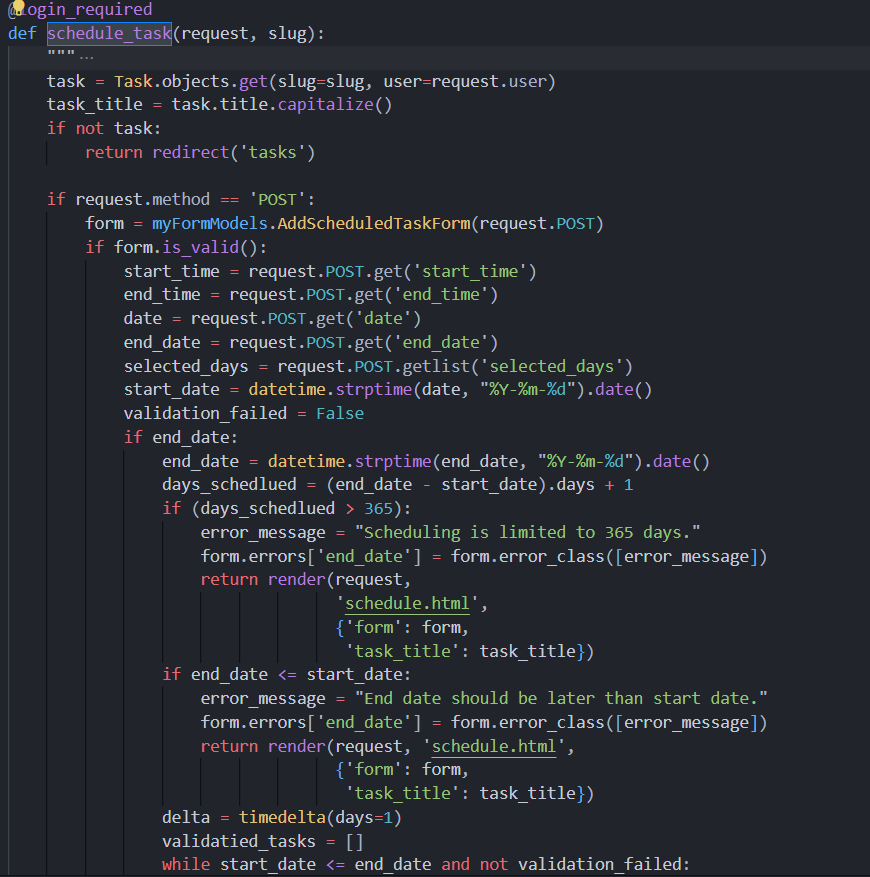 @login_required
def schedule_task(request, slug):
    """ ...
    task = Task.objects.get(slug=slug, user=request.user)
    task_title = task.title.capitalize()
    if not task:
        return redirect('tasks')

    if request.method == 'POST':
        form = myFormModels.AddScheduledTaskForm(request.POST)
        if form.is_valid():
            start_time = request.POST.get('start_time')
            end_time = request.POST.get('end_time')
            date = request.POST.get('date')
            end_date = request.POST.get('end_date')
            selected_days = request.POST.getlist('selected_days')
            start_date = datetime.strptime(date, "%Y-%m-%d").date()
            validation_failed = False
            if end_date:
                end_date = datetime.strptime(end_date, "%Y-%m-%d").date()
                days_schedlued = (end_date - start_date).days + 1
                if (days_schedlued > 365):
                    error_message = "Scheduling is limited to 365 days."
                    form.errors['end_date'] = form.error_class([error_message])
                    return render(request,
                                  'schedule.html',
                                  {'form': form,
                                   'task_title': task_title})
                if end_date <= start_date:
                    error_message = "End date should be later than start date."
                    form.errors['end_date'] = form.error_class([error_message])
                    return render(request, 'schedule.html',
                                  {'form': form,
                                   'task_title': task_title})
                delta = timedelta(days=1)
                validatied_tasks = []
                while start_date <= end_date and not validation_failed: